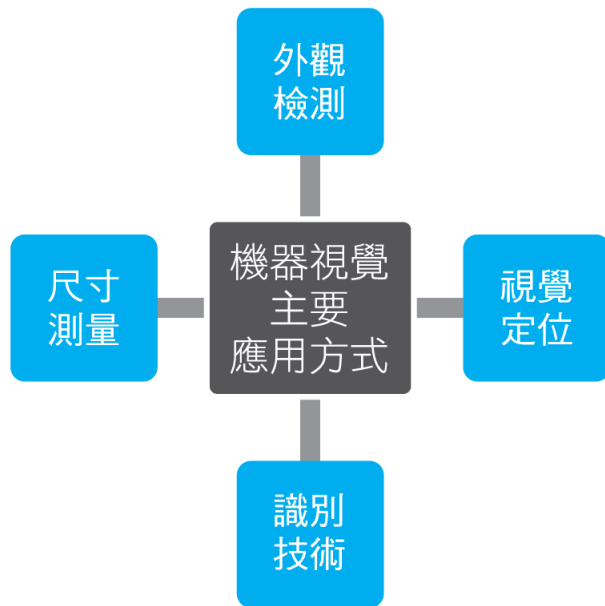 外觀
檢測
尺寸
測量
機器視覺
主要
應用方式
視覺
定位
識別
技術